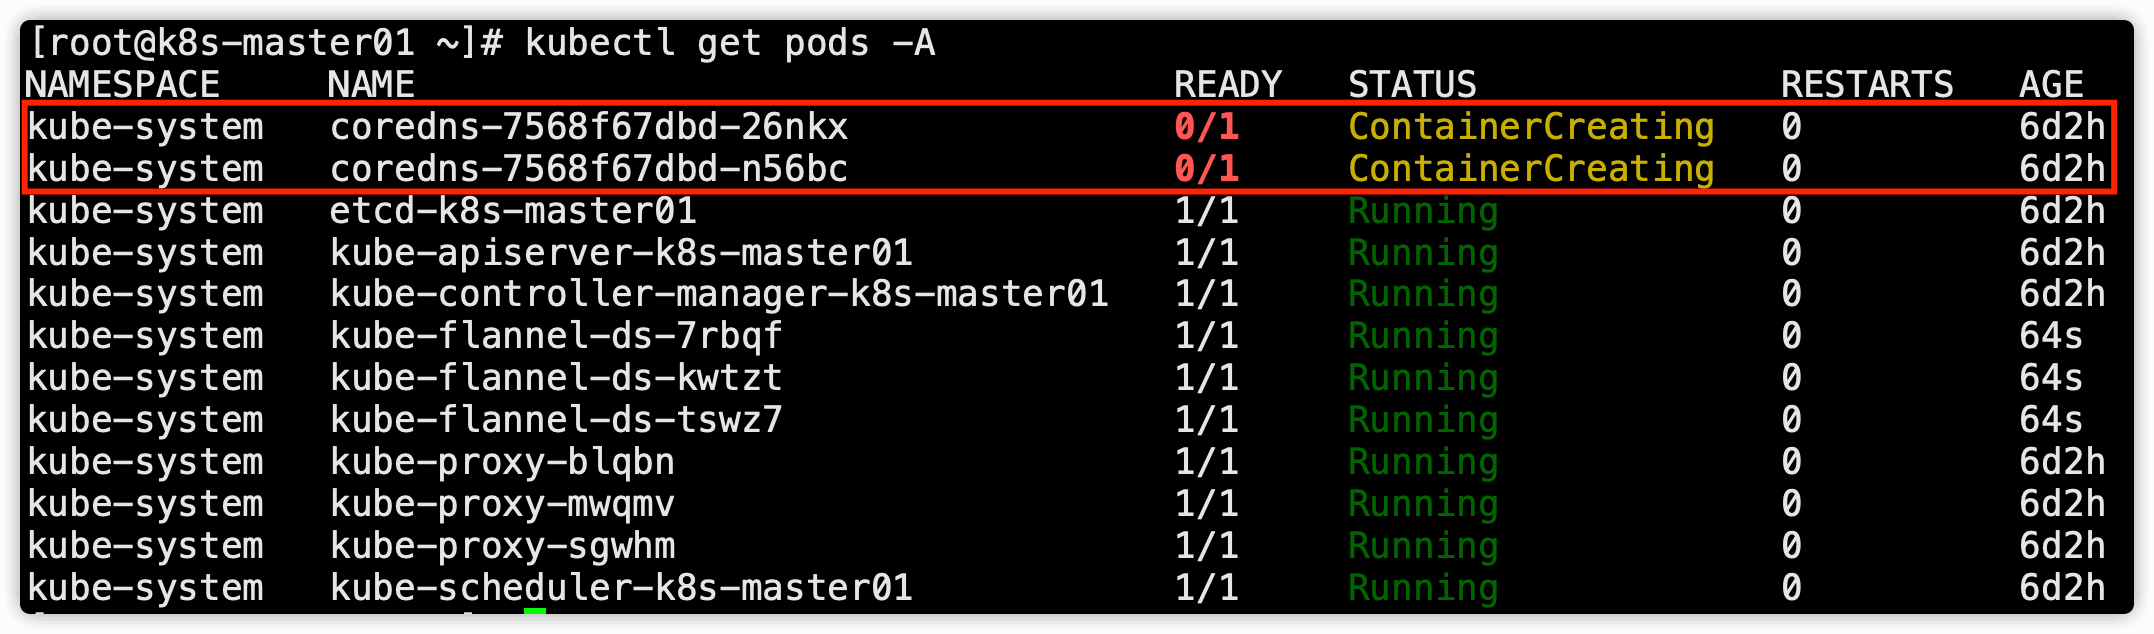 [root@k8s-master01 ~]# kubectl get pods -A
NAMESPACE NAME READY STATUS RESTARTS AGE
kube-system coredns-7568f67dbd-26nkx 0/1 ContainerCreating 0 6d2h
kube-system coredns-7568f67dbd-n56bc 0/1 ContainerCreating 0 6d2h
kube-system etcd-k8s-master01 1/1 Running 0 6d2h
kube-system kube-apiserver-k8s-master01 1/1 Running 0 6d2h
kube-system kube-controller-manager-k8s-master01 1/1 Running 0 6d2h
kube-system kube-flannel-ds-7rbqf 1/1 Running 0 64s
kube-system kube-flannel-ds-kwtzt 1/1 Running 0 64s
kube-system kube-flannel-ds-tswz7 1/1 Running 0 64s
kube-system kube-proxy-blqbn 1/1 Running 0 6d2h
kube-system kube-proxy-mwqmv 1/1 Running 0 6d2h
kube-system kube-proxy-sgwhm 1/1 Running 0 6d2h
kube-system kube-scheduler-k8s-master01 1/1 Running 0 6d2h